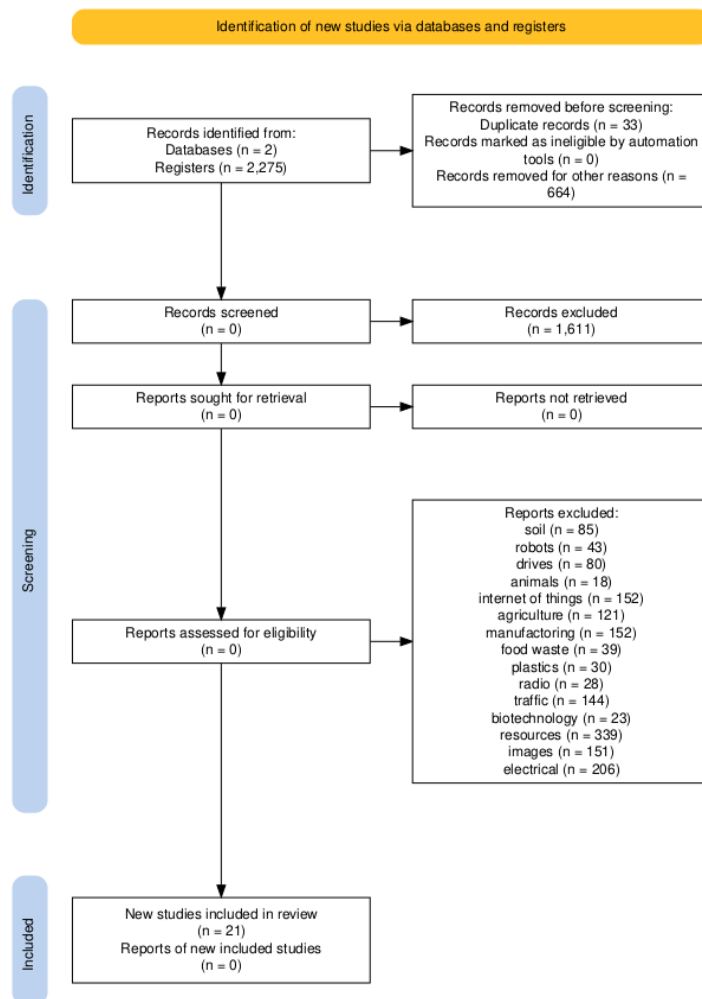 Identification of new studies via databases and registers
Identification
Records identified from:
Databases (n = 2)
Registers (n = 2,275)
Records removed before screening:
Duplicate records (n = 33)
Records marked as ineligible by automation
tools (n = 0)
Records removed for other reasons (n =
664)
Screening
Records screened
(n = 0)
Records excluded
(n = 1,611)
Reports sought for retrieval
(n = 0)
Reports not retrieved
(n = 0)
Reports assessed for eligibility
(n = 0)
Reports excluded:
soil (n = 85)
robots (n = 43)
drives (n = 80)
animals (n = 18)
internet of things (n = 152)
agriculture (n = 121)
manufactoring (n = 152)
food waste (n = 39)
plastics (n = 30)
radio (n = 28)
traffic (n = 144)
biotechnology (n = 23)
resources (n = 339)
images (n = 151)
electrical (n = 206)
Included
New studies included in review
(n = 21)
Reports of new included studies
(n = 0)